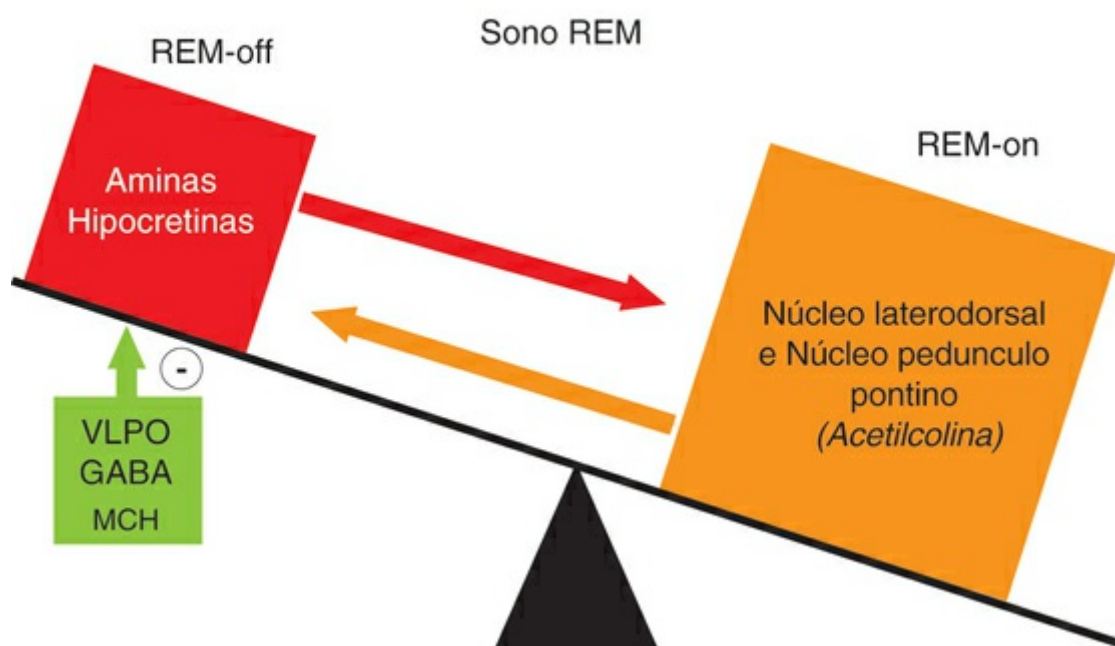 Sono REM
REM-off
REM-on
Aminas
Hipocretinas
Núcleo laterodorsal
e Núcleo pedunculo
pontino
(Acetilcolina)
-
VLPO
GABA
MCH